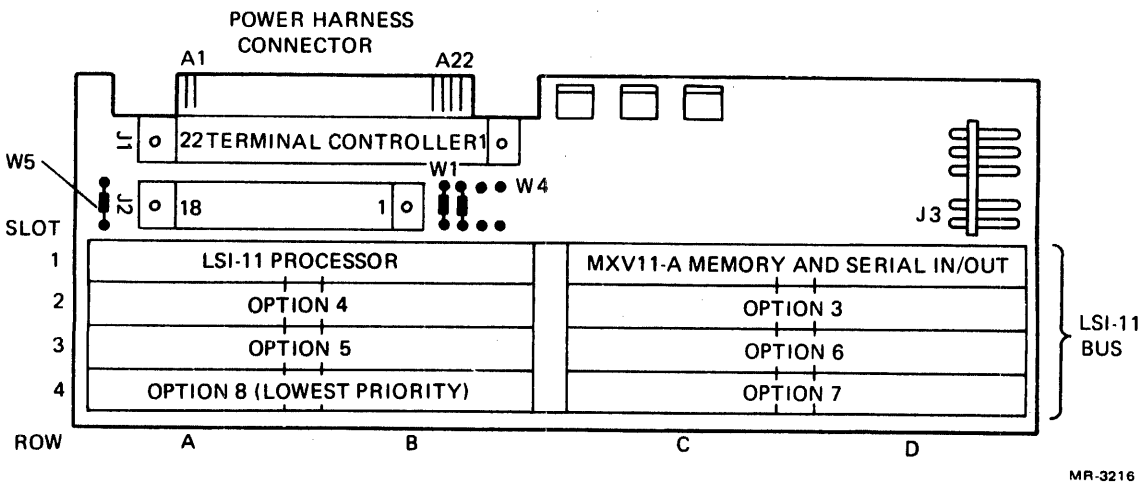 POWER HARNESS
CONNECTOR
A1
A22
J1
22 TERMINAL CONTROLLER 1
W5
W1
W4
J2
18
1
J3
SLOT
1
LSI-11 PROCESSOR
MXV11-A MEMORY AND SERIAL IN/OUT
2
OPTION 4
OPTION 3
3
OPTION 5
OPTION 6
4
OPTION 8 (LOWEST PRIORITY)
OPTION 7
LSI-11
BUS
ROW
A
B
C
D
MR-3216